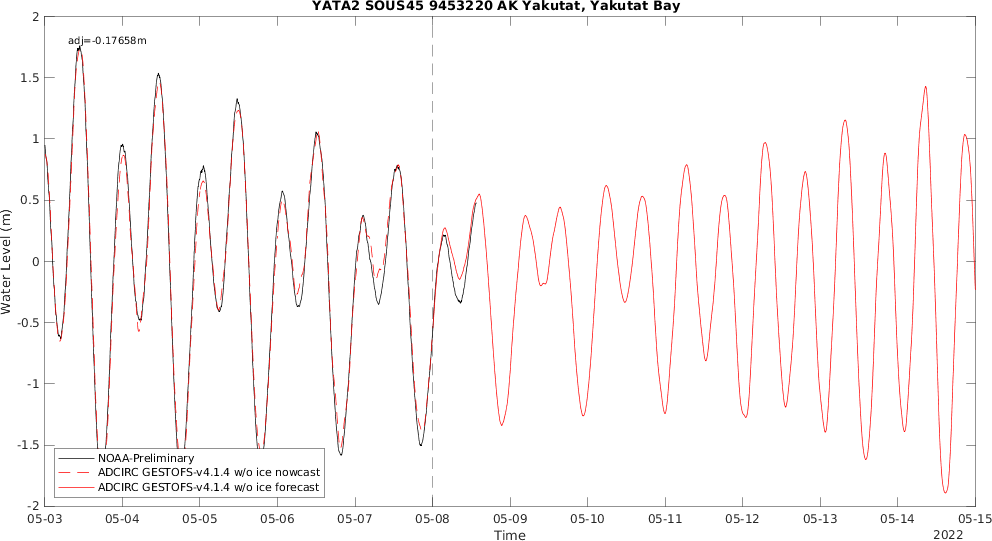 YATA2 SOUS45 9453220 AK Yakutat, Yakutat Bay
adj=-0.17658m
2
1.5
1
0.5
0
-0.5
-1
-1.5
-2
Water Level (m)
NOAA-Preliminary
ADCIRC GESTOFS-v4.1.4 w/o ice nowcast
ADCIRC GESTOFS-v4.1.4 w/o ice forecast
05-03 05-04 05-05 05-06 05-07 05-08 05-09 05-10 05-11 05-12 05-13 05-14 05-15
Time
2022